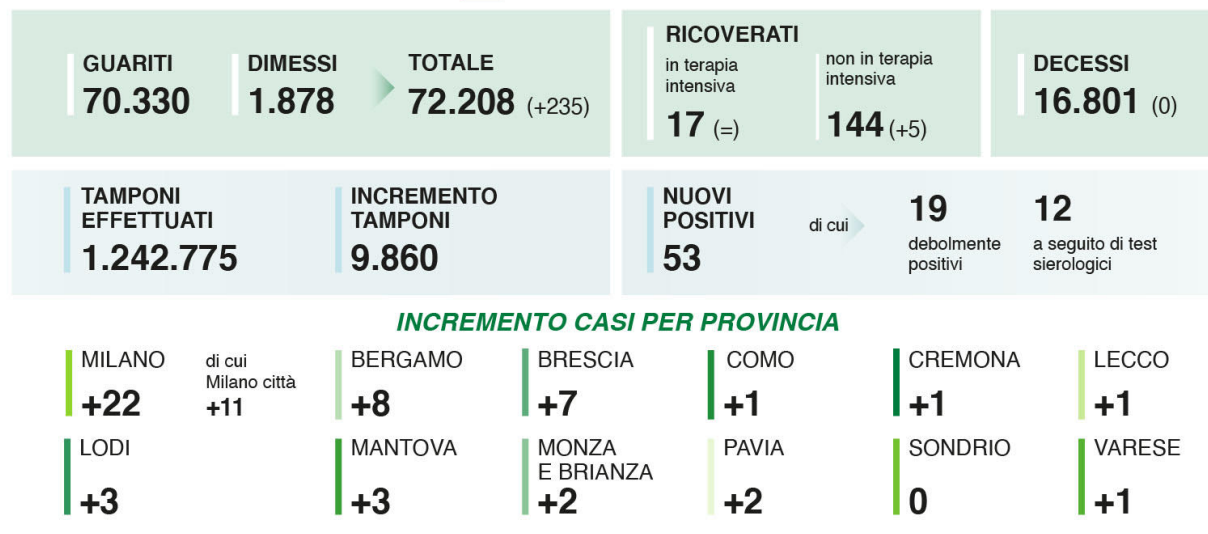 GUARITI
70.330
DIMESSI
1.878
TOTALE
72.208 (+235)
RICOVERATI
in terapia
intensiva
17 (=)
non in terapia
intensiva
144 (+5)
DECESSI
16.801 (0)
TAMPONI
EFFETTUATI
1.242.775
INCREMENTO
TAMPONI
9.860
NUOVI
POSITIVI
53
di cui
19
debolmente
positivi
12
a seguito di test
sierologici
INCREMENTO CASI PER PROVINCIA
MILANO
+22
di cui
Milano città
+11
BERGAMO
+8
BRESCIA
+7
COMO
+1
CREMONA
+1
LECCO
+1
LODI
+3
MANTOVA
+3
MONZA
E BRIANZA
+2
PAVIA
+2
SONDRIO
0
VARESE
+1